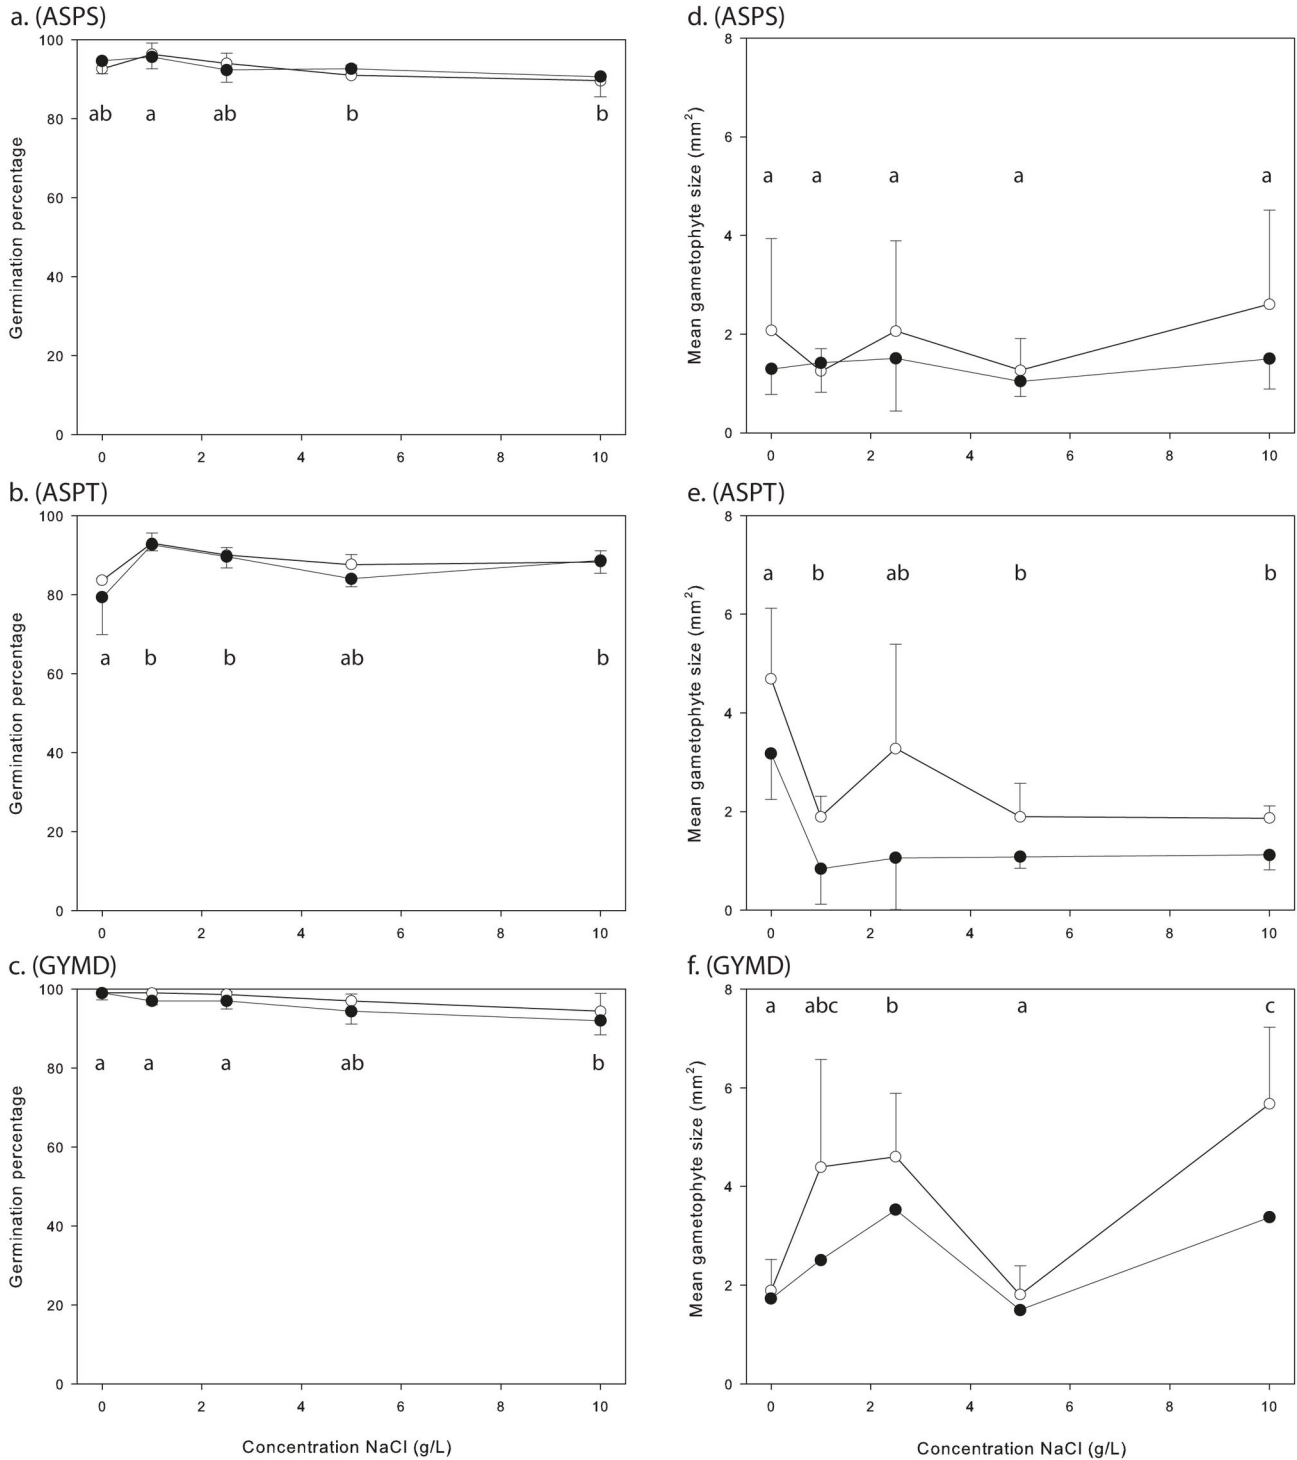 a. (ASPS)
100
80
60
40
20
0
Germination percentage
ab a ab b b
0 2 4 6 8 10
d. (ASPS)
8
6
4
2
0
Mean gametophyte size (mm²)
a a a a a
0 2 4 6 8 10
b. (ASPT)
100
80
60
40
20
0
Germination percentage
a b b ab b
0 2 4 6 8 10
e. (ASPT)
8
6
4
2
0
Mean gametophyte size (mm²)
a b ab b b
0 2 4 6 8 10
c. (GYMD)
100
80
60
40
20
0
Germination percentage
a a a ab b
0 2 4 6 8 10
Concentration NaCl (g/L)
f. (GYMD)
8
6
4
2
0
Mean gametophyte size (mm²)
a abc b a c
0 2 4 6 8 10
Concentration NaCl (g/L)